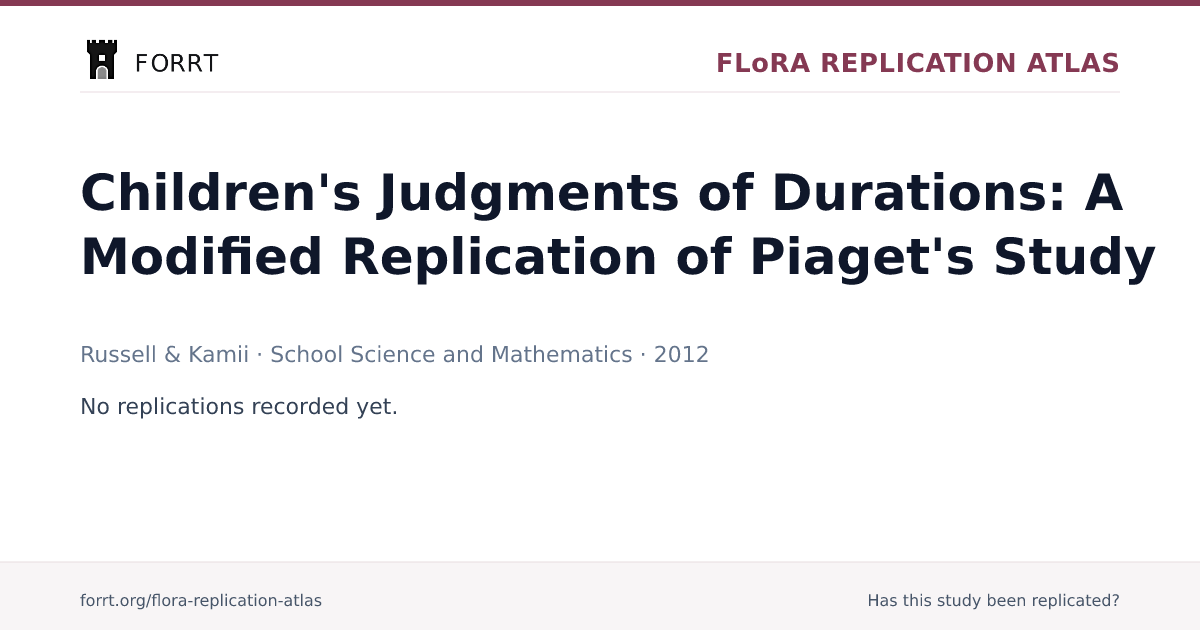 FORRT
FLoRA REPLICATION ATLAS
Children's Judgments of Durations: A
Modified Replication of Piaget's Study
Russell & Kamii · School Science and Mathematics · 2012
No replications recorded yet.
forrt.org/flora-replication-atlas
Has this study been replicated?